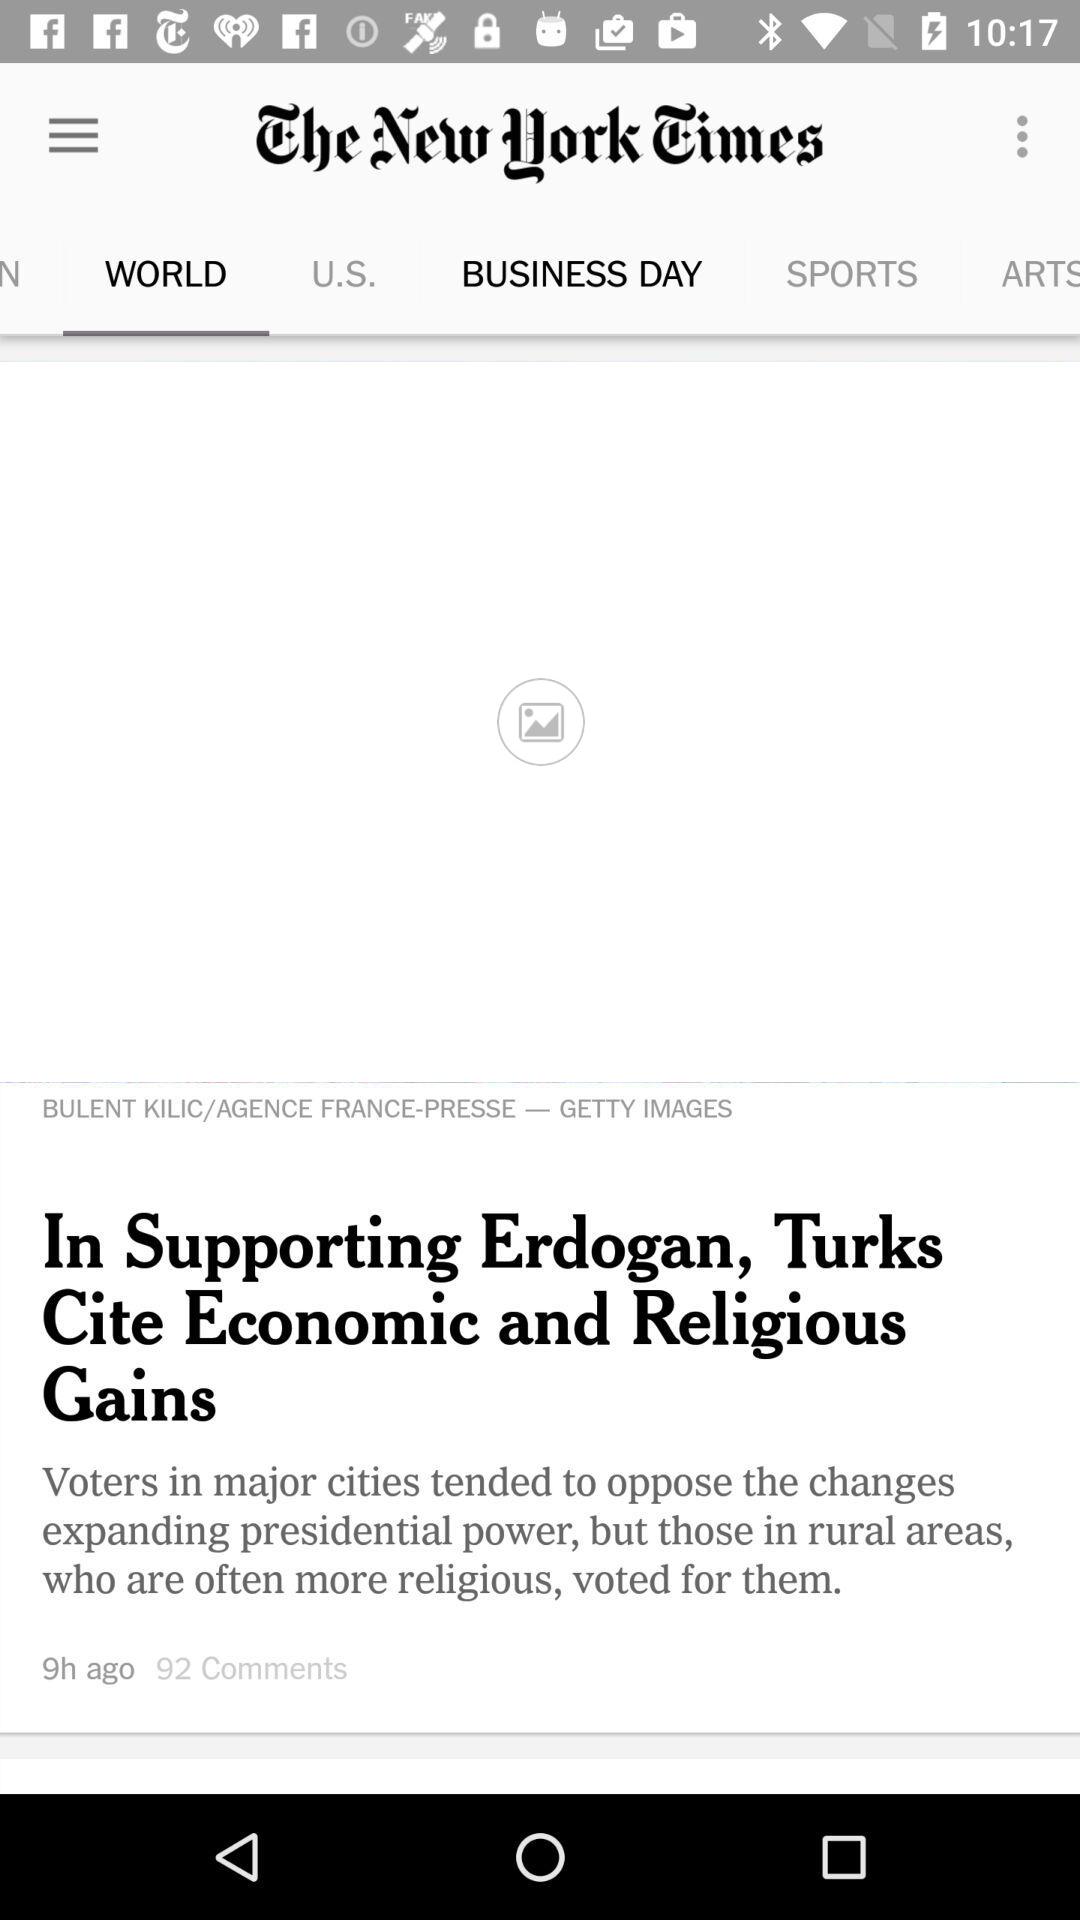 FAKE
10:17
The New York Times
N WORLD U.S. BUSINESS DAY SPORTS ARTS
BULENT KILIC/AGENCE FRANCE-PRESSE — GETTY IMAGES
In Supporting Erdogan, Turks
Cite Economic and Religious
Gains
Voters in major cities tended to oppose the changes
expanding presidential power, but those in rural areas,
who are often more religious, voted for them.
9h ago 92 Comments